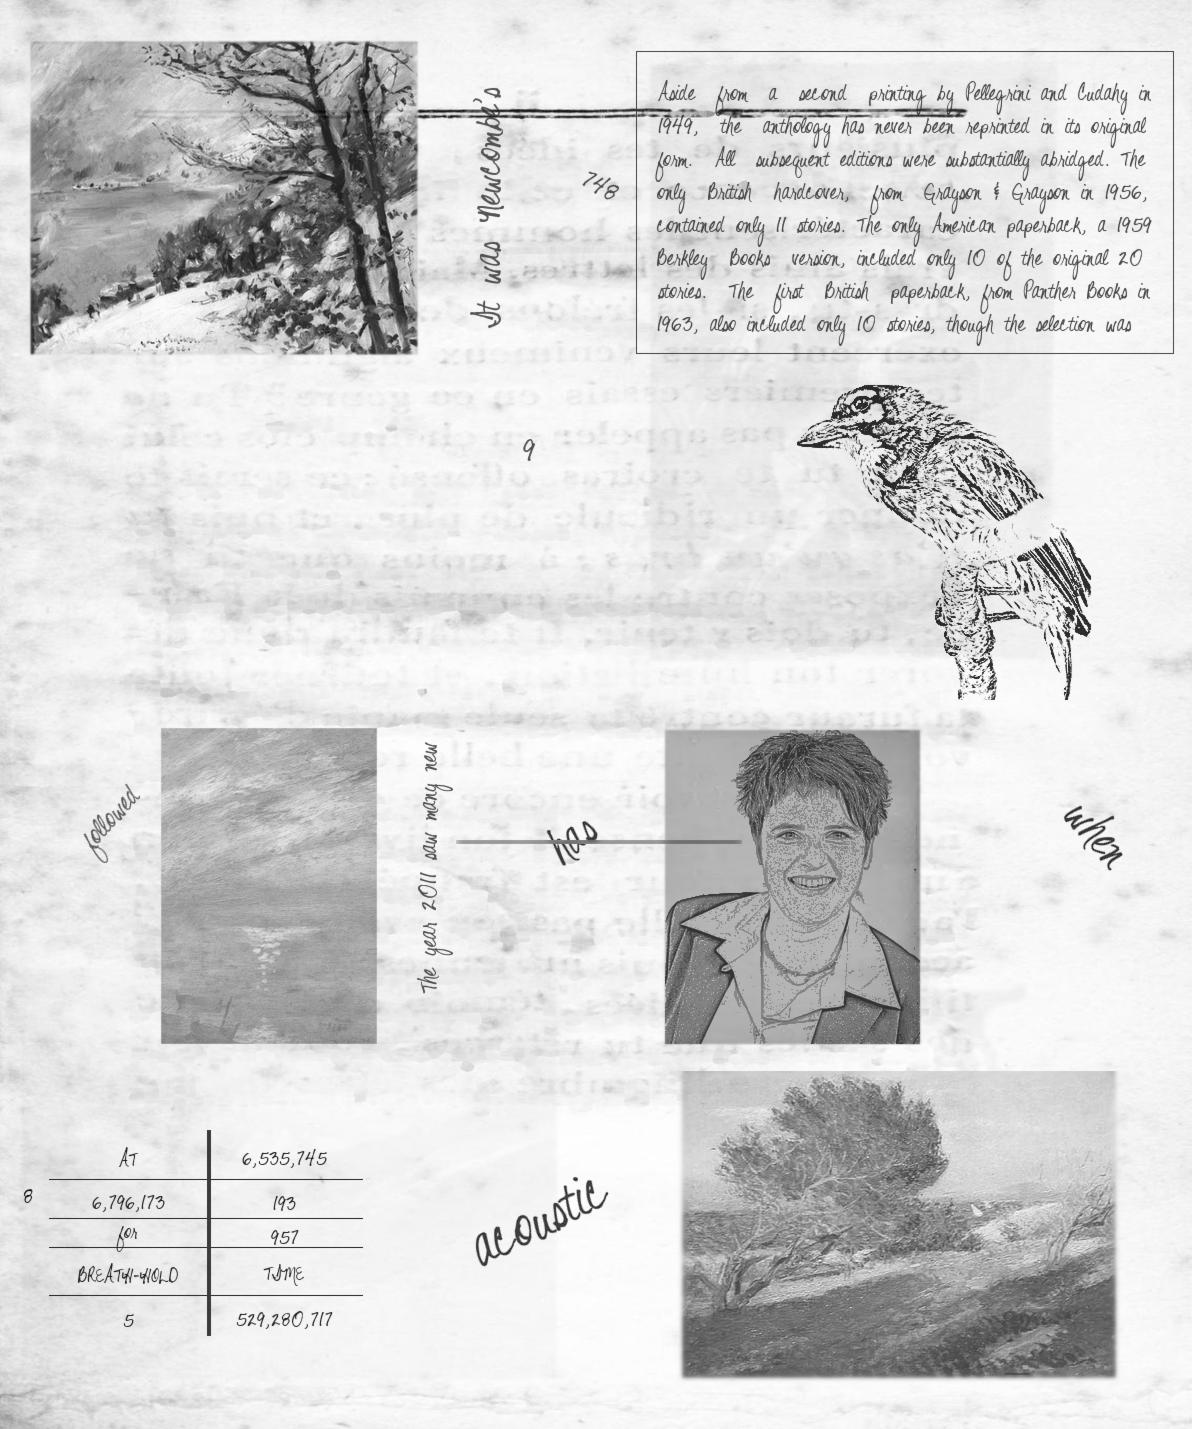 It was Newcombe's
748
Aside from a second printing by Pellegrini and Cudahy in
1949, the anthology has never been reprinted in its original
form. All subsequent editions were substantially abridged. The
only British hardcover, from Grayson & Grayson in 1956,
contained only 11 stories. The only American paperback, a 1959
Berkley Books version, included only 10 of the original 20
stories. The first British paperback, from Panther Books in
1963, also included only 10 stories, though the selection was
9
followed
The year 2011 saw many new
has
when
AT 6,535,745
8
6,796,173 193
for 957
BREATH-HOLD TIME
5 529,280,717
acoustic